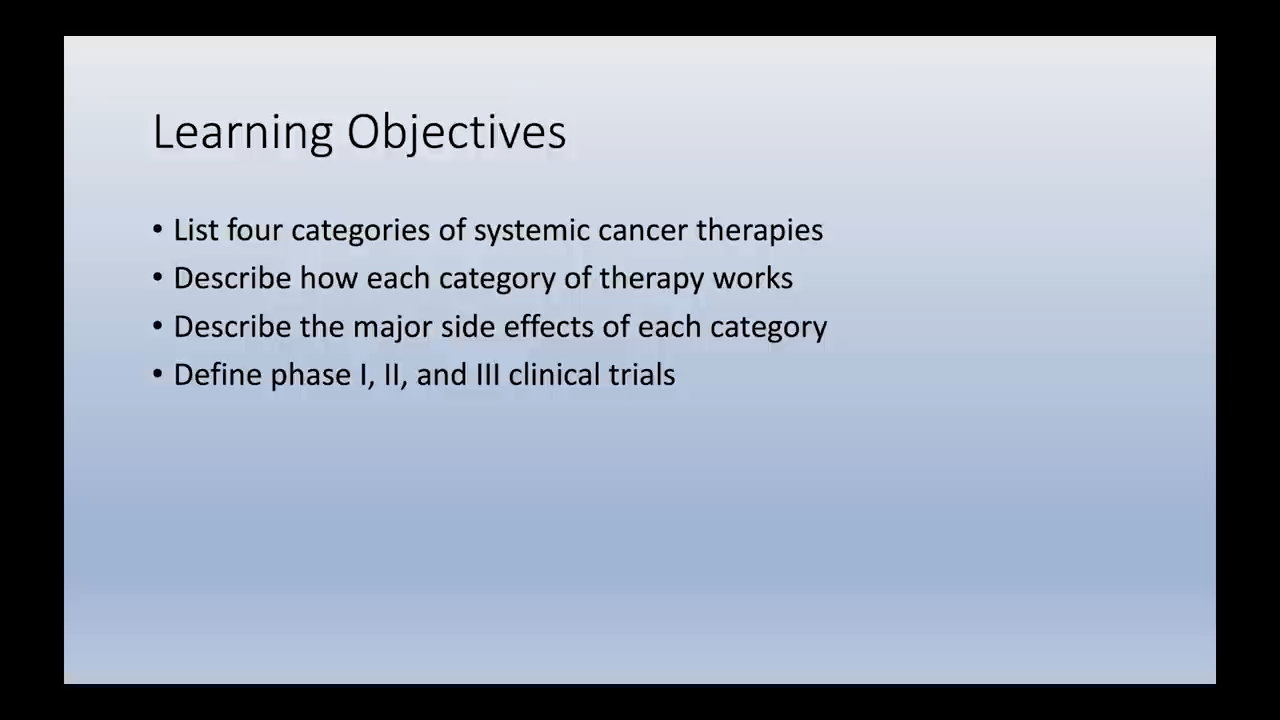 Learning Objectives
• List four categories of systemic cancer therapies
• Describe how each category of therapy works
• Describe the major side effects of each category
• Define phase I, II, and III clinical trials